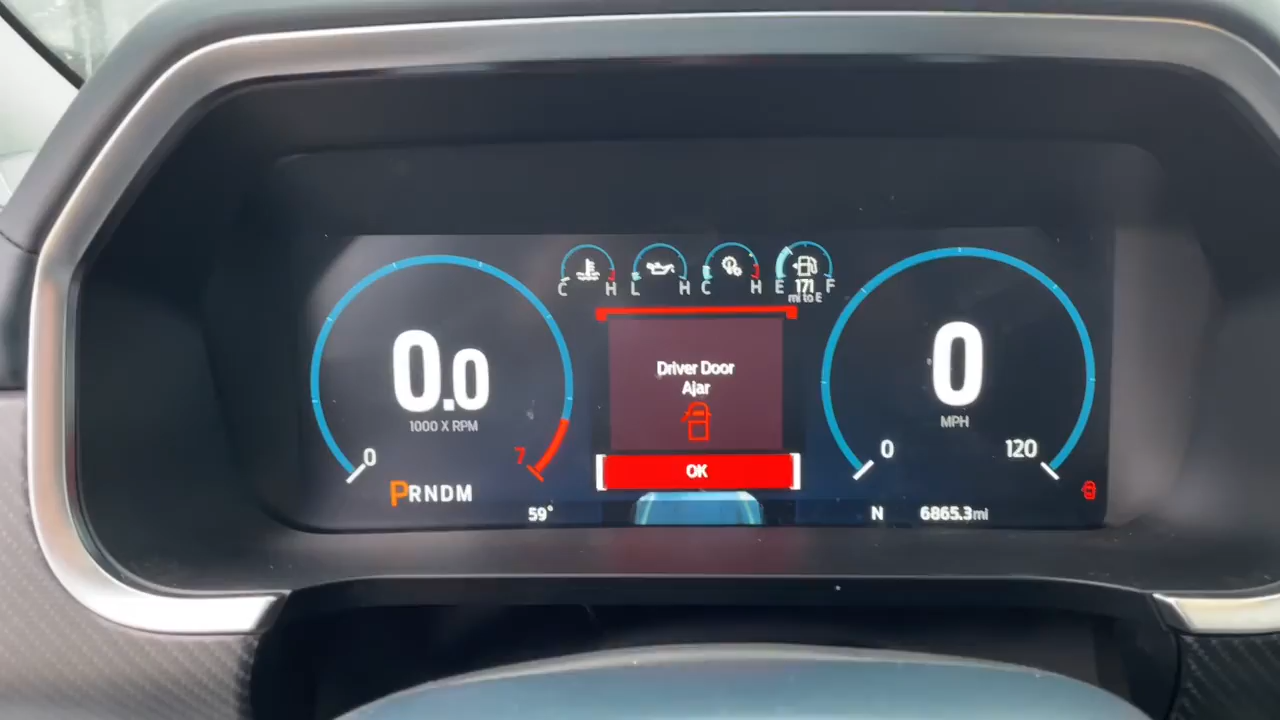 C H L H C H E 171 F
mi to E
Driver Door
Ajar
OK
0.0
1000 X RPM
0 7
PRNDM
59°
0
MPH
0 120
N 6865.3mi